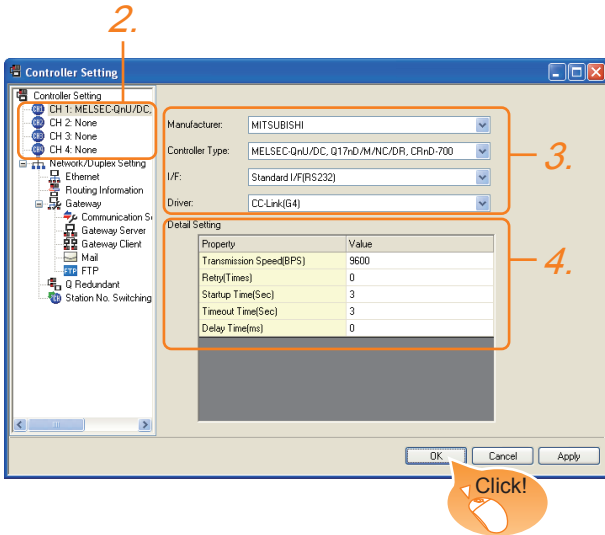 2.
Controller Setting
Controller Setting
CH 1: MELSEC-QnU/DC,
CH 2: None
CH 3: None
CH 4: None
Network/Duplex Setting
Ethernet
Routing Information
Gateway
Communication S
Gateway Server
Gateway Client
Mail
FTP FTP
Q Redundant
Station No. Switching
Manufacturer: MITSUBISHI
Controller Type: MELSEC-QnU/DC, Q17nD/M/NC/DR, CRnD-700
I/F: Standard I/F(RS232)
Driver: CC-Link(G4)
3.
Detail Setting
Property Value
Transmission Speed(BPS) 9600
Retry(Times) 0
Startup Time(Sec) 3
Timeout Time(Sec) 3
Delay Time(ms) 0
4.
OK Cancel Apply
Click!